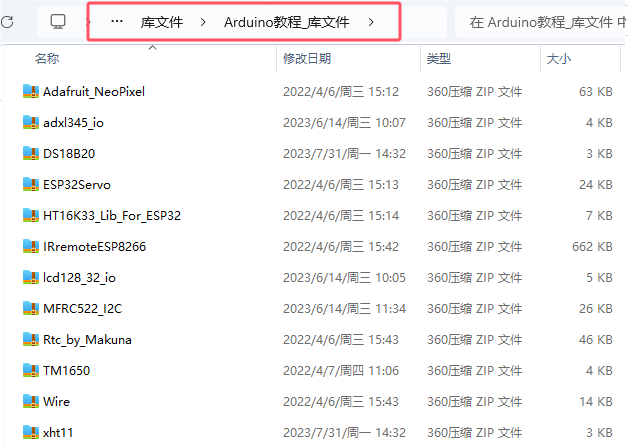 ··· 库文件 > Arduino教程_库文件 > 在 Arduino教程_库文件 中
名称 修改日期 类型 大小
Adafruit_NeoPixel 2022/4/6/周三 15:12 360压缩 ZIP 文件 63 KB
adxl345_io 2023/6/14/周三 10:07 360压缩 ZIP 文件 4 KB
DS18B20 2023/7/31/周一 14:32 360压缩 ZIP 文件 3 KB
ESP32Servo 2022/4/6/周三 15:13 360压缩 ZIP 文件 24 KB
HT16K33_Lib_For_ESP32 2022/4/6/周三 15:14 360压缩 ZIP 文件 7 KB
IRremoteESP8266 2022/4/6/周三 15:42 360压缩 ZIP 文件 662 KB
lcd128_32_io 2023/6/14/周三 10:05 360压缩 ZIP 文件 5 KB
MFRC522_I2C 2023/6/14/周三 11:34 360压缩 ZIP 文件 26 KB
Rtc_by_Makuna 2022/4/6/周三 15:43 360压缩 ZIP 文件 46 KB
TM1650 2022/4/7/周四 11:06 360压缩 ZIP 文件 4 KB
Wire 2022/4/6/周三 15:43 360压缩 ZIP 文件 14 KB
xht11 2023/7/31/周一 14:32 360压缩 ZIP 文件 3 KB